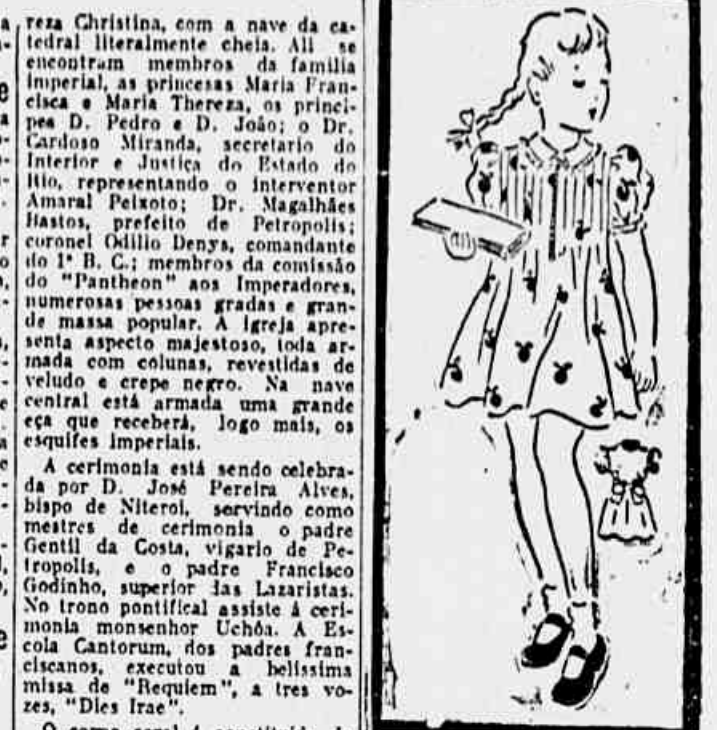 reza Christina, com a nave da ca-
tedral literalmente cheia. Ali se
encontram membros da familia
imperial, as princesas Maria Fran-
cisca e Maria Thereza, os princi-
pes D. Pedro e D. João; o Dr.
Cardoso Miranda, secretario do
Interior e Justiça do Estado do
Rio, representando o interventor
Amaral Peixoto; Dr. Magalhães
Bastos, prefeito de Petropolis;
coronel Odilio Denys, comandante
do 1º B. C.; membros da comissão
do "Pantheon" aos Imperadores,
numerosas pessoas gradas e gran-
de massa popular. A igreja apre-
senta aspecto majestoso, toda ar-
mada com colunas, revestidas de
veludo e crepe negro. Na nave
central está armada uma grande
eça que receberá, logo mais, os
esquifes imperiais.
A cerimonia está sendo celebra-
da por D. José Pereira Alves,
bispo de Niteroi, servindo como
mestres de cerimonia o padre
Gentil da Costa, vigario de Pe-
tropolis, e o padre Francisco
Godinho, superior das Lazaristas.
No trono pontifical assiste á ceri-
monia monsenhor Uchôa. A Es-
cola Cantorum, dos padres fran-
ciscanos, executou a belissima
missa de "Requiem", a tres vo-
zes, "Dies Irae".